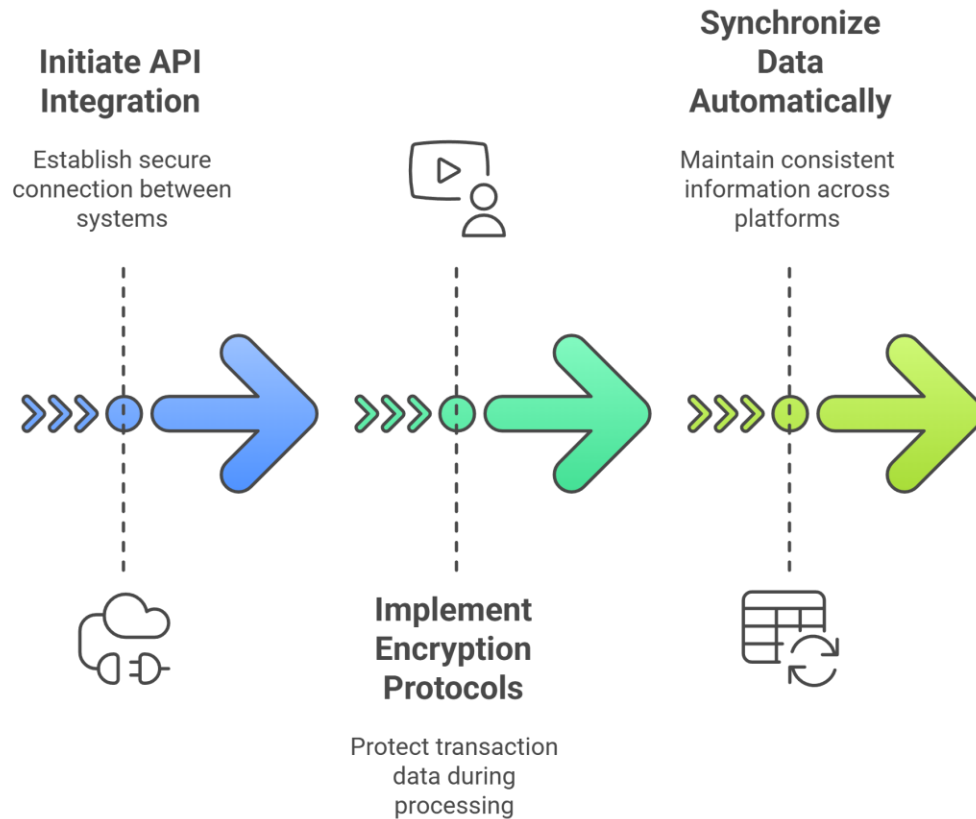 Initiate API
Integration
Establish secure
connection between
systems
Implement
Encryption
Protocols
Protect transaction
data during
processing
Synchronize
Data
Automatically
Maintain consistent
information across
platforms